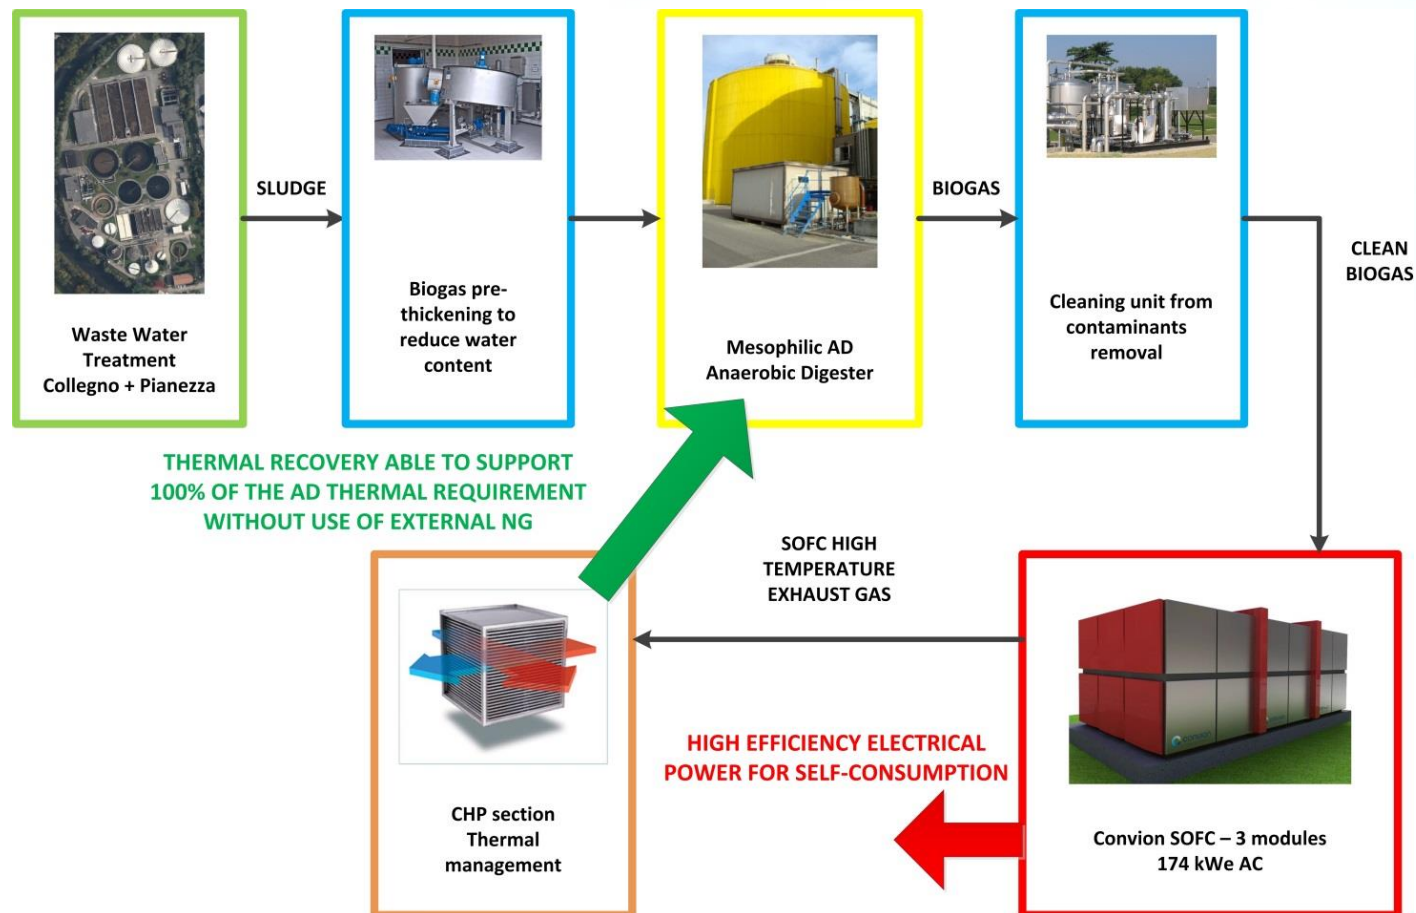 SLUDGE
BIOGAS
CLEAN
BIOGAS
Waste Water
Treatment
Collegno + Pianezza
Biogas pre-
thickening to
reduce water
content
Mesophilic AD
Anaerobic Digester
Cleaning unit from
contaminants
removal
THERMAL RECOVERY ABLE TO SUPPORT
100% OF THE AD THERMAL REQUIREMENT
WITHOUT USE OF EXTERNAL NG
SOFC HIGH
TEMPERATURE
EXHAUST GAS
HIGH EFFICIENCY ELECTRICAL
POWER FOR SELF-CONSUMPTION
CHP section
Thermal
management
convion
Convion SOFC – 3 modules
174 kWe AC